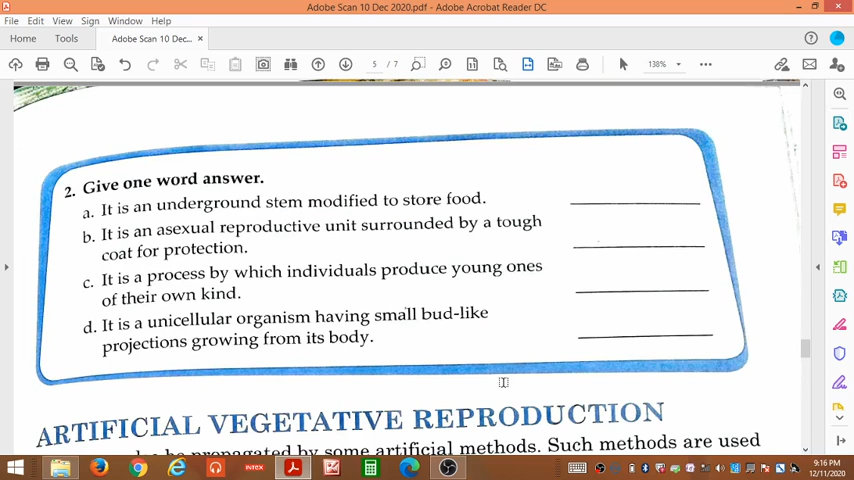 Adobe Scan 10 Dec 2020.pdf - Adobe Acrobat Reader DC
File Edit View Sign Window Help
Home Tools Adobe Scan 10 Dec... ×
5 / 7 138%
2. Give one word answer.
a. It is an underground stem modified to store food.
b. It is an asexual reproductive unit surrounded by a tough
coat for protection.
c. It is a process by which individuals produce young ones
of their own kind.
d. It is a unicellular organism having small bud-like
projections growing from its body.
ARTIFICIAL VEGETATIVE REPRODUCTION
be propagated by some artificial methods. Such methods are used
INTEX
9:16 PM
12/11/2020